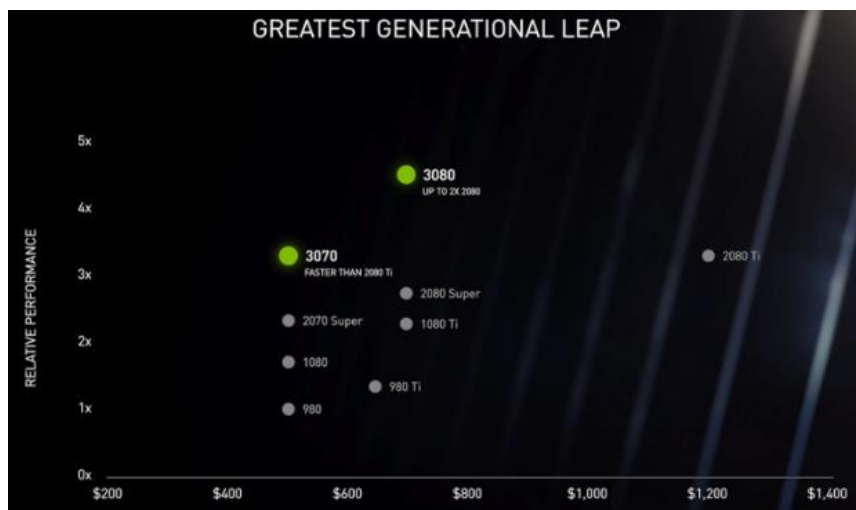 GREATEST GENERATIONAL LEAP
RELATIVE PERFORMANCE
5x
4x
3x
2x
1x
0x
3080
UP TO 2X 2080
3070
FASTER THAN 2080 Ti
2080 Ti
2080 Super
2070 Super
1080 Ti
1080
980 Ti
980
$200 $400 $600 $800 $1,000 $1,200 $1,400